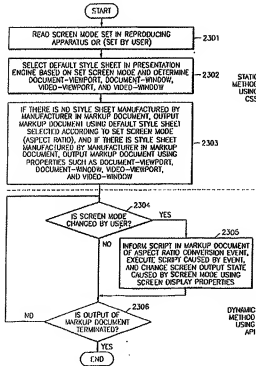 START
READ SCREEN MODE SET IN REPRODUCING
APPARATUS OR (SET BY USER)
2301
SELECT DEFAULT STYLE SHEET IN PRESENTATION
ENGINE BASED ON SET SCREEN MODE AND DETERMINE
DOCUMENT-VIEWPORT, DOCUMENT-WINDOW,
VIDEO-VIEWPORT, AND VIDEO-WINDOW
2302
IF THERE IS NO STYLE SHEET MANUFACTURED BY
MANUFACTURER IN MARKUP DOCUMENT, OUTPUT
MARKUP DOCUMENT USING DEFAULT STYLE SHEET
SELECTED ACCORDING TO SET SCREEN MODE
(ASPECT RATIO), AND IF THERE IS STYLE SHEET
MANUFACTURED BY MANUFACTURER IN MARKUP
DOCUMENT, OUTPUT MARKUP DOCUMENT USING
PROPERTIES SUCH AS DOCUMENT-VIEWPORT,
DOCUMENT-WINDOW, VIDEO-VIEWPORT,
AND VIDEO-WINDOW
2303
STATIC
METHOD
USING
CSS
2304
IS SCREEN MODE
CHANGED BY USER?
YES
NO
2305
INFORM SCRIPT IN MARKUP DOCUMENT
OF ASPECT RATIO CONVERSION EVENT,
EXECUTE SCRIPT CAUSED BY EVENT,
AND CHANGE SCREEN OUTPUT STATE
CAUSED BY SCREEN MODE USING
SCREEN DISPLAY PROPERTIES
2306
IS OUTPUT OF
MARKUP DOCUMENT
TERMINATED?
NO
YES
END
DYNAMIC
METHOD
USING
API